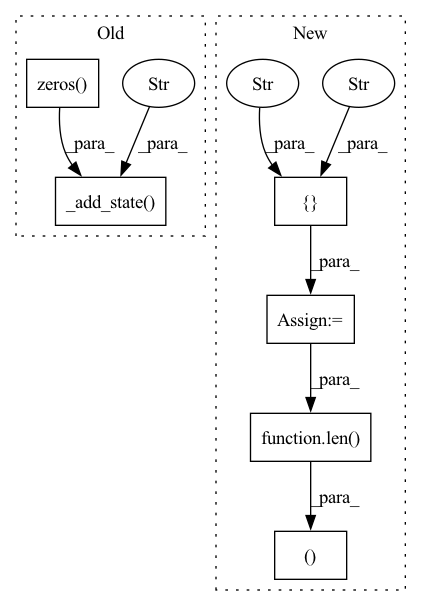 Old
New
zeros()
Str
Str
Str
_para_
_para_
_para_
_para_
_add_state()
{}
_para_
Assign:=
_para_
function.len()
_para_
()